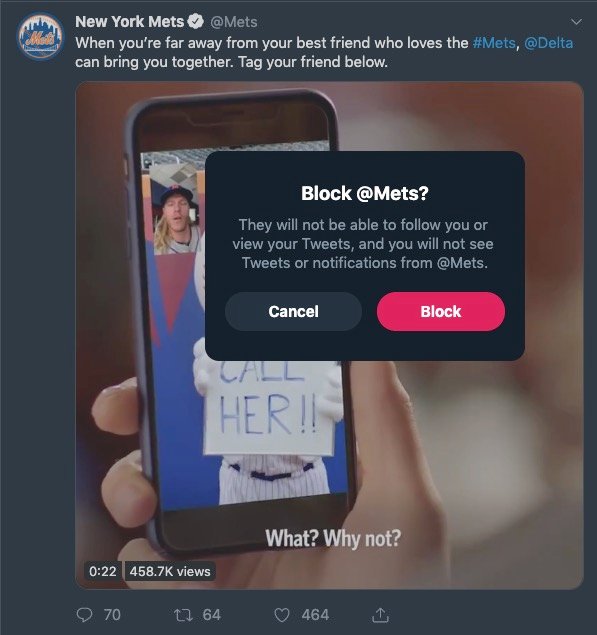 New York Mets @Mets
When you're far away from your best friend who loves the #Mets, @Delta
can bring you together. Tag your friend below.
Block @Mets?
They will not be able to follow you or
view your Tweets, and you will not see
Tweets or notifications from @Mets.
Cancel
Block
CALL
HER!!
What? Why not?
0:22
458.7K views
70
64
464